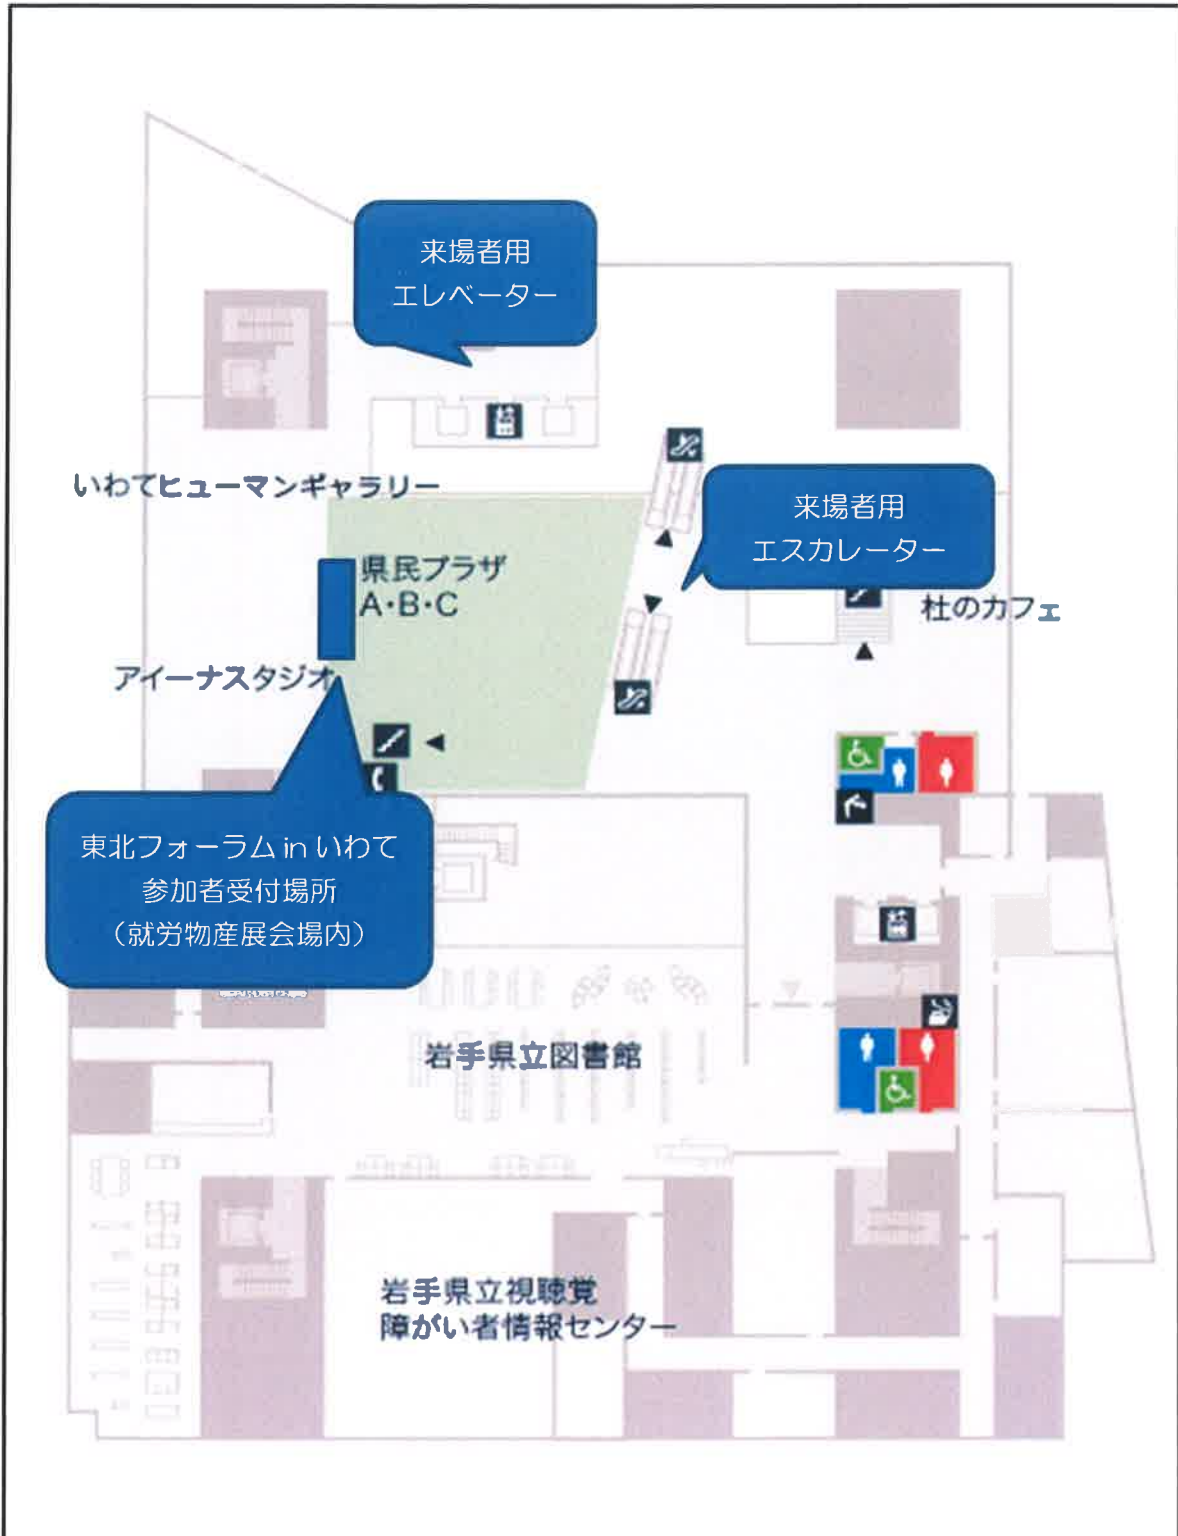 来場者用
エレベーター
いわてヒューマンギャラリー
来場者用
エスカレーター
県民プラザ
A・B・C
杜のカフェ
アイーナスタジオ
東北フォーラム in いわて
参加者受付場所
（就労物産展会場内）
岩手県立図書館
岩手県立視聴覚
障がい者情報センター